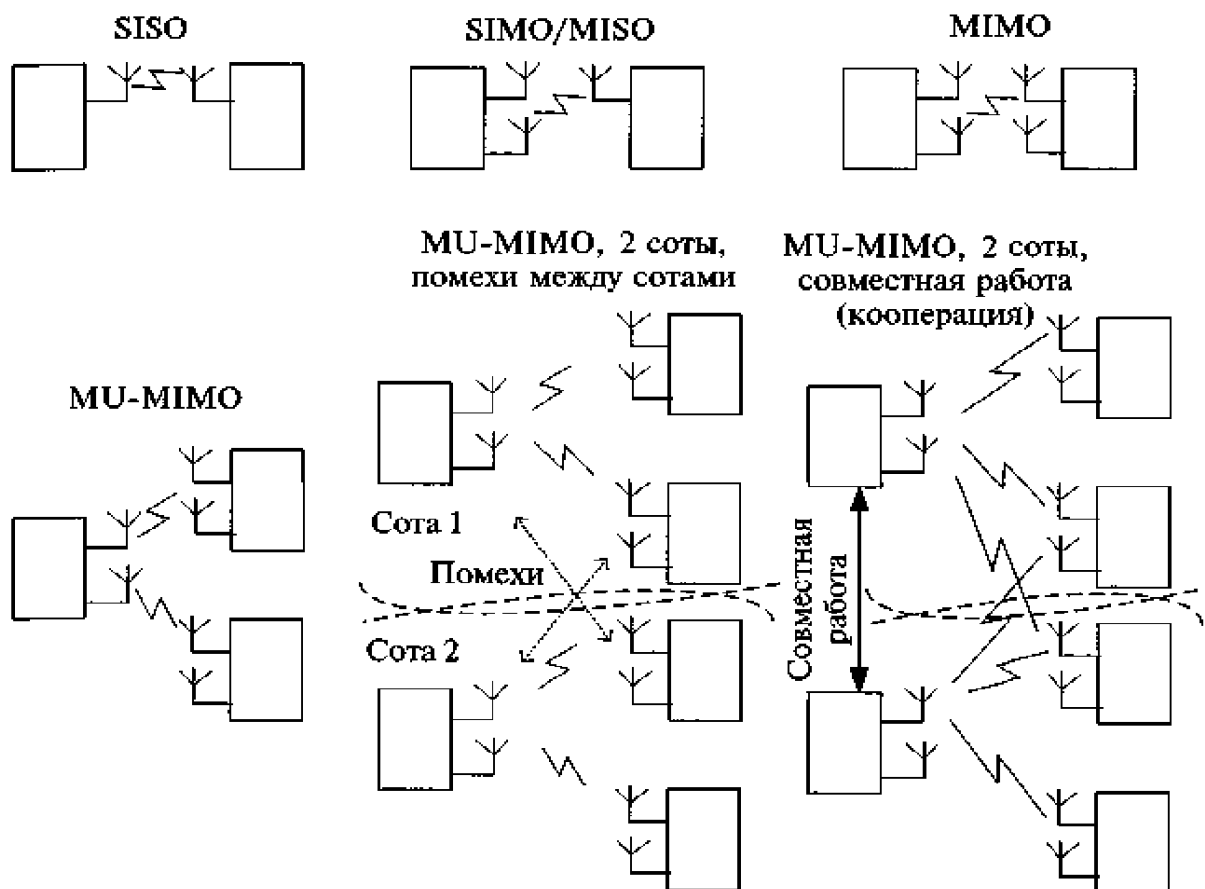 SISO
SIMO/MISO
MIMO
MU-MIMO, 2 соты,
помехи между сотами
MU-MIMO, 2 соты,
совместная работа
(кооперация)
MU-MIMO
Сота 1
Помехи
Сота 2
Совместная
работа